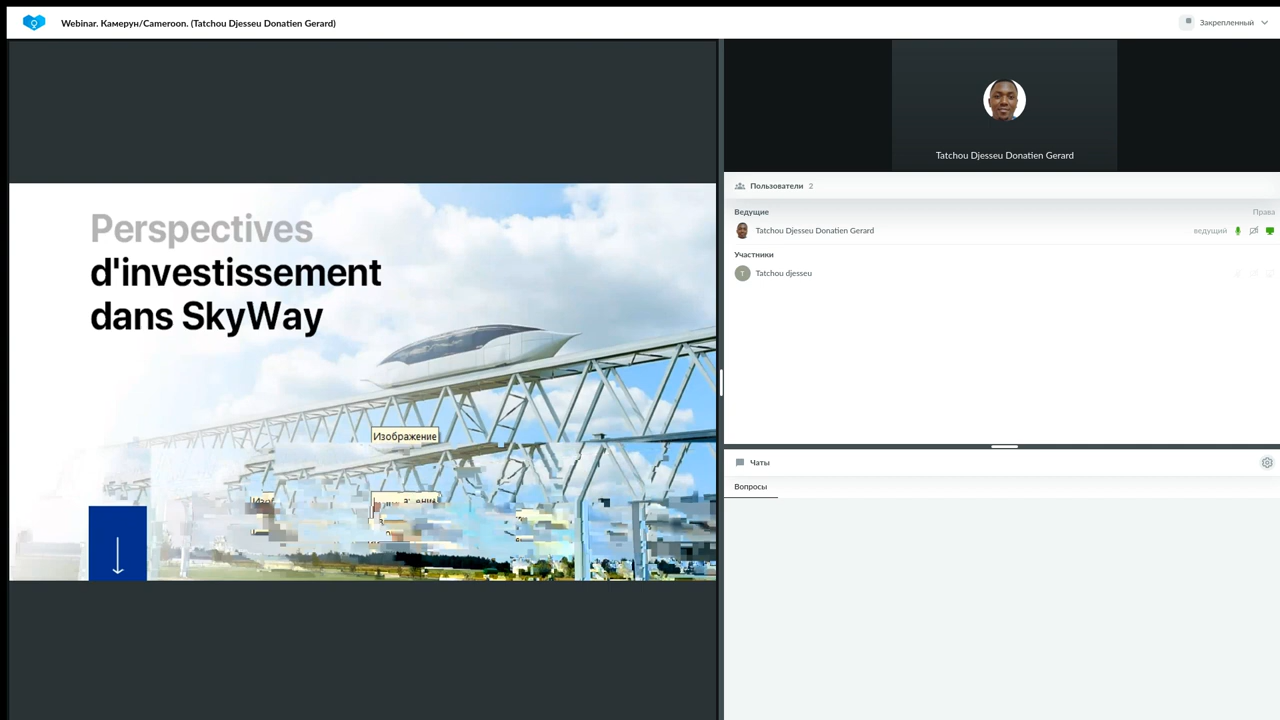 Webinar. Камерун/Cameroon. (Tatchou Djesseu Donatien Gerard)
Закрепленный
Perspectives
d'investissement
dans SkyWay
Изображение
Tatchou Djesseu Donatien Gerard
Пользователи 2
Ведущие
Права
Tatchou Djesseu Donatien Gerard
ведущий
Участники
T
Tatchou djesseu
Чаты
Вопросы